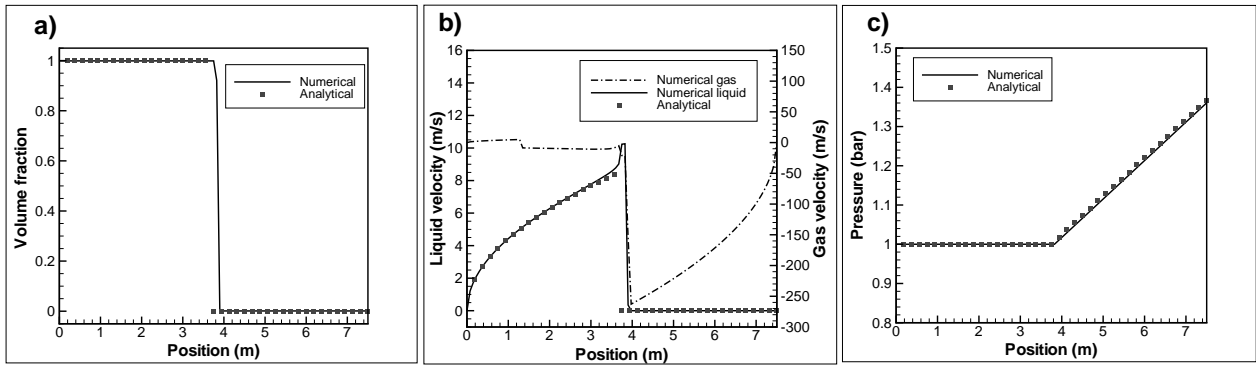 a)
Volume fraction
1
0.8
0.6
0.4
0.2
0
0 1 2 3 4 5 6 7
Position (m)
Numerical
Analytical
b)
Liquid velocity (m/s)
16
14
12
10
8
6
4
2
0
0 1 2 3 4 5 6 7
Position (m)
150
100
50
0
-50
-100
-150
-200
-250
-300
Gas velocity (m/s)
Numerical gas
Numerical liquid
Analytical
c)
Pressure (bar)
1.5
1.4
1.3
1.2
1.1
1
0.9
0.8
0 1 2 3 4 5 6 7
Position (m)
Numerical
Analytical